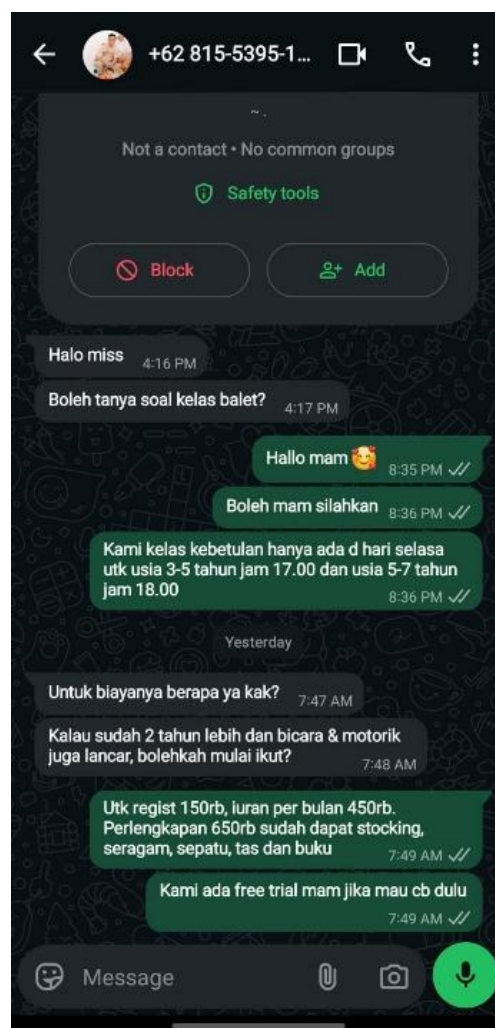 +62 815-5395-1...
~ .
Not a contact • No common groups
Safety tools
Block
Add
Halo miss
4:16 PM
Boleh tanya soal kelas balet?
4:17 PM
Hallo mam 🥰
8:35 PM
Boleh mam silahkan
8:36 PM
Kami kelas kebetulan hanya ada d hari selasa
utk usia 3-5 tahun jam 17.00 dan usia 5-7 tahun
jam 18.00
8:36 PM
Yesterday
Untuk biayanya berapa ya kak?
7:47 AM
Kalau sudah 2 tahun lebih dan bicara & motorik
juga lancar, bolehkah mulai ikut?
7:48 AM
Utk regist 150rb, iuran per bulan 450rb.
Perlengkapan 650rb sudah dapat stocking,
seragam, sepatu, tas dan buku
7:49 AM
Kami ada free trial mam jika mau cb dulu
7:49 AM
Message